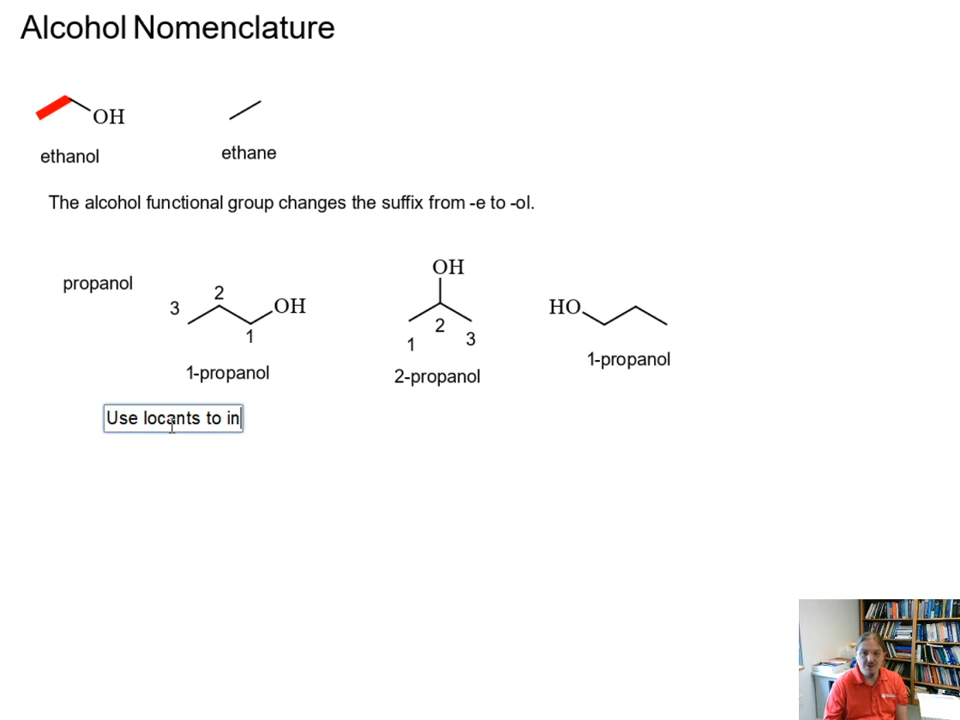 Alcohol Nomenclature
OH
ethanol
ethane
The alcohol functional group changes the suffix from -e to -ol.
propanol
3
2
1
OH
1-propanol
OH
1
2
3
2-propanol
HO
1-propanol
Use locants to in